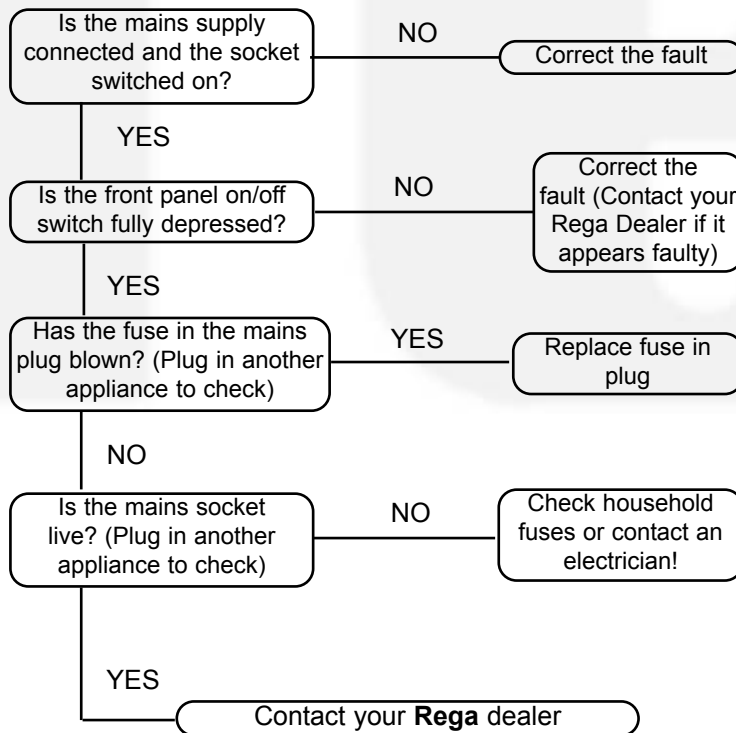 Is the mains supply
connected and the socket
switched on?
NO
Correct the fault
YES
Is the front panel on/off
switch fully depressed?
NO
Correct the
fault (Contact your
Rega Dealer if it
appears faulty)
YES
Has the fuse in the mains
plug blown? (Plug in another
appliance to check)
YES
Replace fuse in
plug
NO
Is the mains socket
live? (Plug in another
appliance to check)
NO
Check household
fuses or contact an
electrician!
YES
Contact your Rega dealer